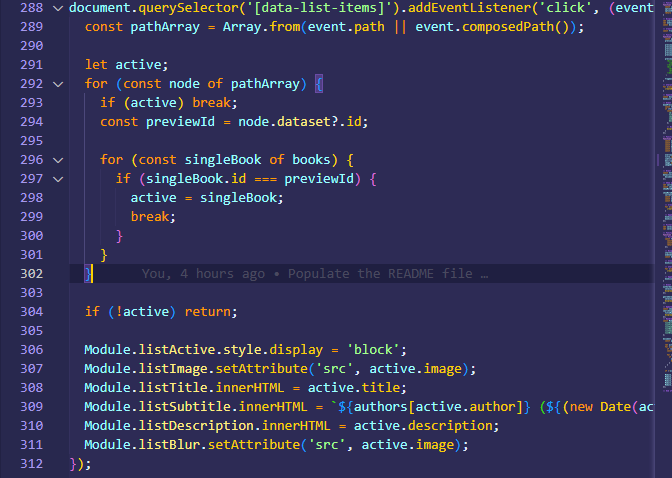 288 document.querySelector('[data-list-items]').addEventListener('click', (event
289   const pathArray = Array.from(event.path || event.composedPath());
290
291   let active;
292   for (const node of pathArray) {
293     if (active) break;
294     const previewId = node.dataset?.id;
295
296     for (const singleBook of books) {
297       if (singleBook.id === previewId) {
298         active = singleBook;
299         break;
300       }
301     }
302   } You, 4 hours ago • Populate the README file …
303
304   if (!active) return;
305
306   Module.listActive.style.display = 'block';
307   Module.listImage.setAttribute('src', active.image);
308   Module.listTitle.innerHTML = active.title;
309   Module.listSubtitle.innerHTML = `${authors[active.author]} (${(new Date(ac
310   Module.listDescription.innerHTML = active.description;
311   Module.listBlur.setAttribute('src', active.image);
312 });